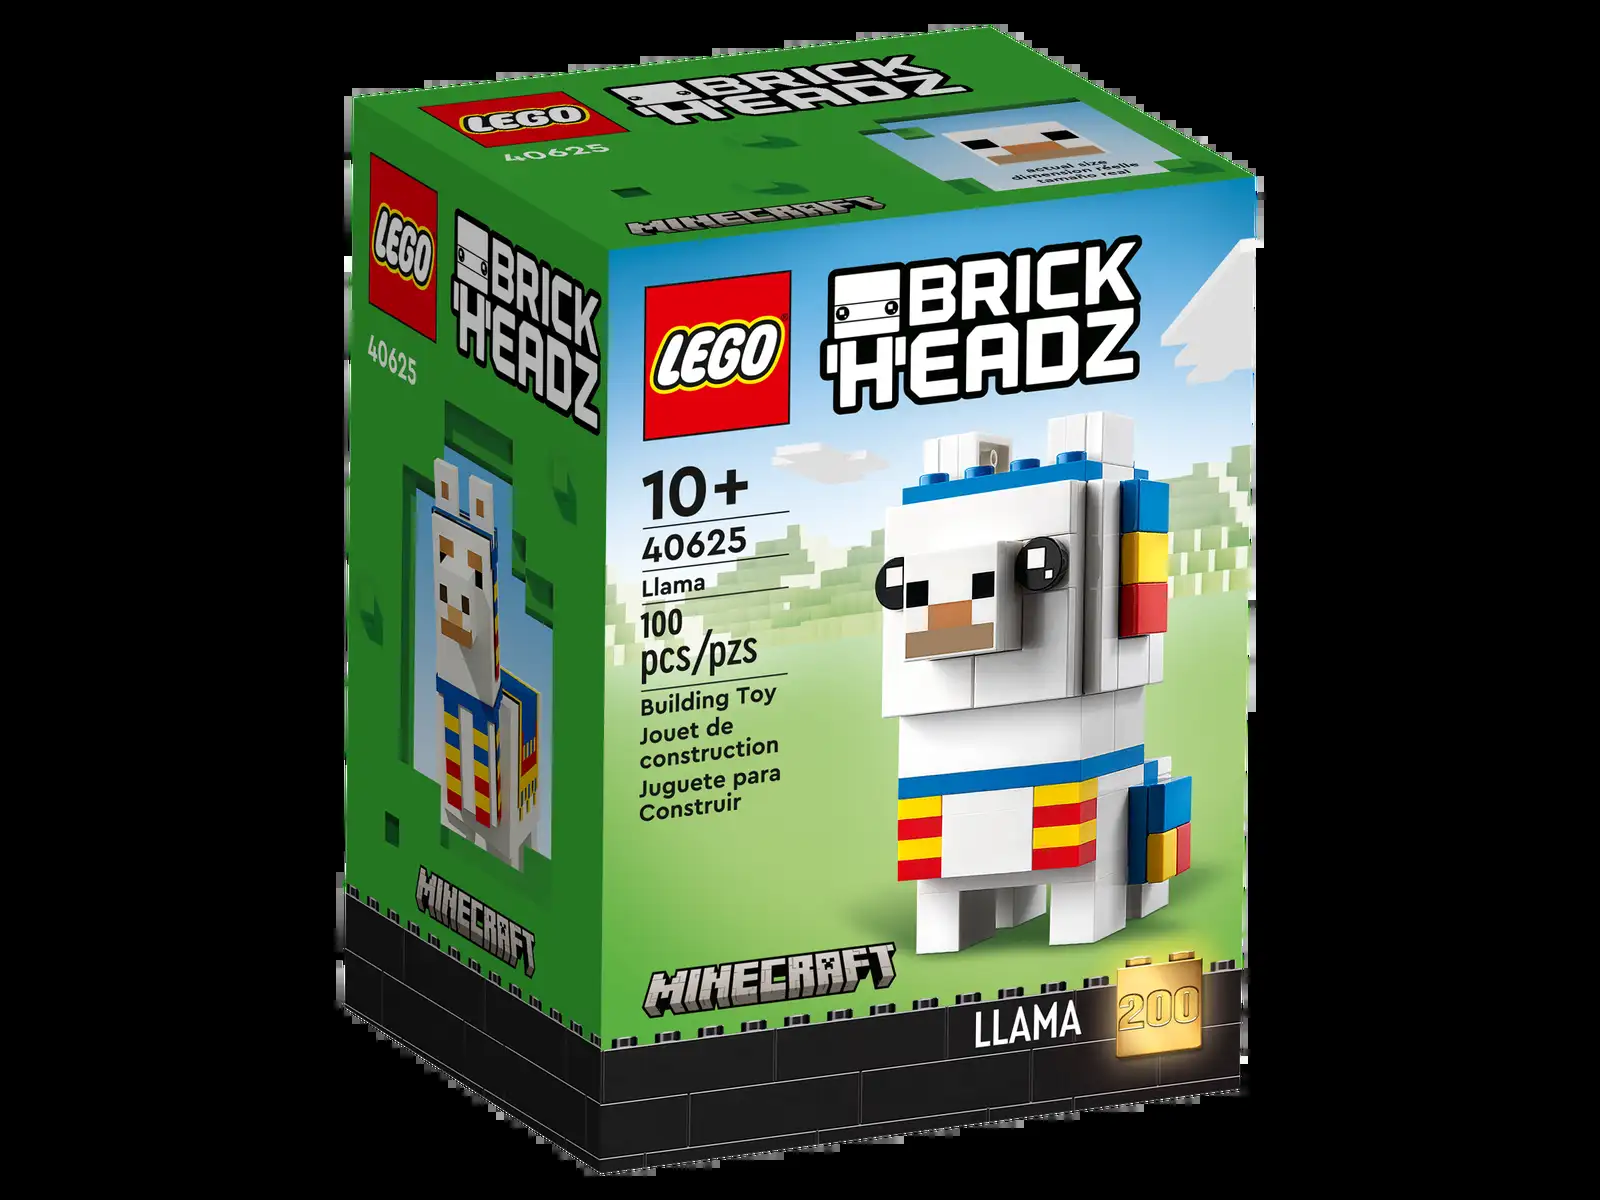 LEGO
40625
BRICK
HEADZ
actual size
dimension réelle
tamaño real
MINECRAFT
LEGO
40625
BRICK
HEADZ
MINECRAFT
LEGO
BRICK
HEADZ
10+
40625
Llama
100
pcs/pzs
Building Toy
Jouet de
construction
Juguete para
Construir
MINECRAFT
LLAMA
200